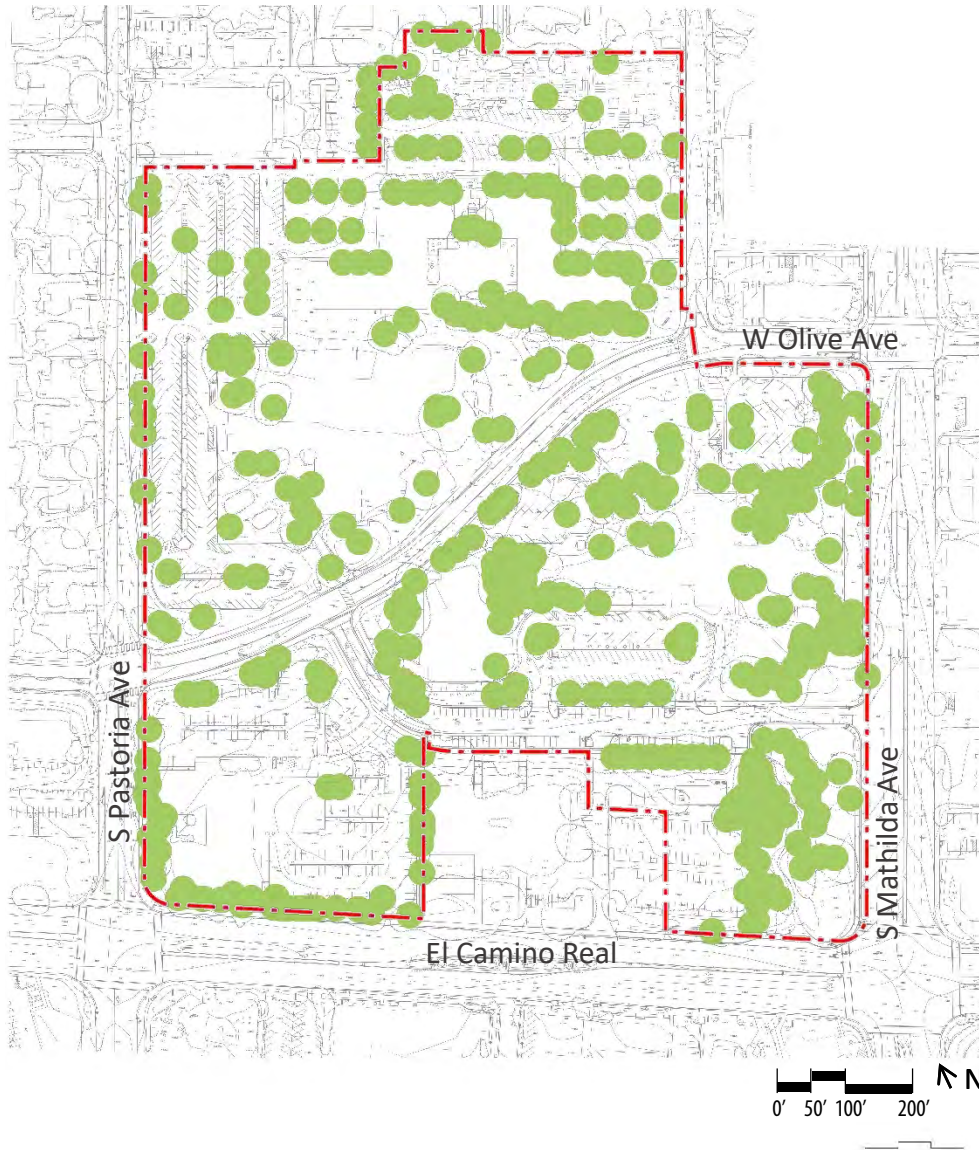 W Olive Ave
S Pastoria Ave
S Mathilda Ave
El Camino Real
N
0' 50' 100' 200'